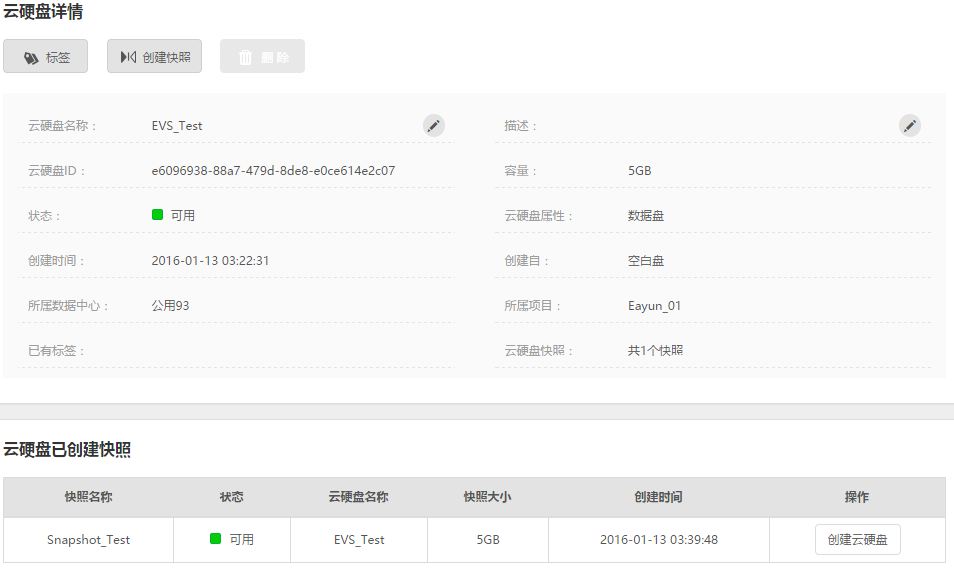 云硬盘详情
标签 创建快照 删除
云硬盘名称： EVS_Test 描述：
云硬盘ID： e6096938-88a7-479d-8de8-e0ce614e2c07 容量： 5GB
状态： 可用 云硬盘属性： 数据盘
创建时间： 2016-01-13 03:22:31 创建自： 空白盘
所属数据中心： 公用93 所属项目： Eayun_01
已有标签： 云硬盘快照： 共1个快照
云硬盘已创建快照
快照名称 状态 云硬盘名称 快照大小 创建时间 操作
Snapshot_Test 可用 EVS_Test 5GB 2016-01-13 03:39:48 创建云硬盘